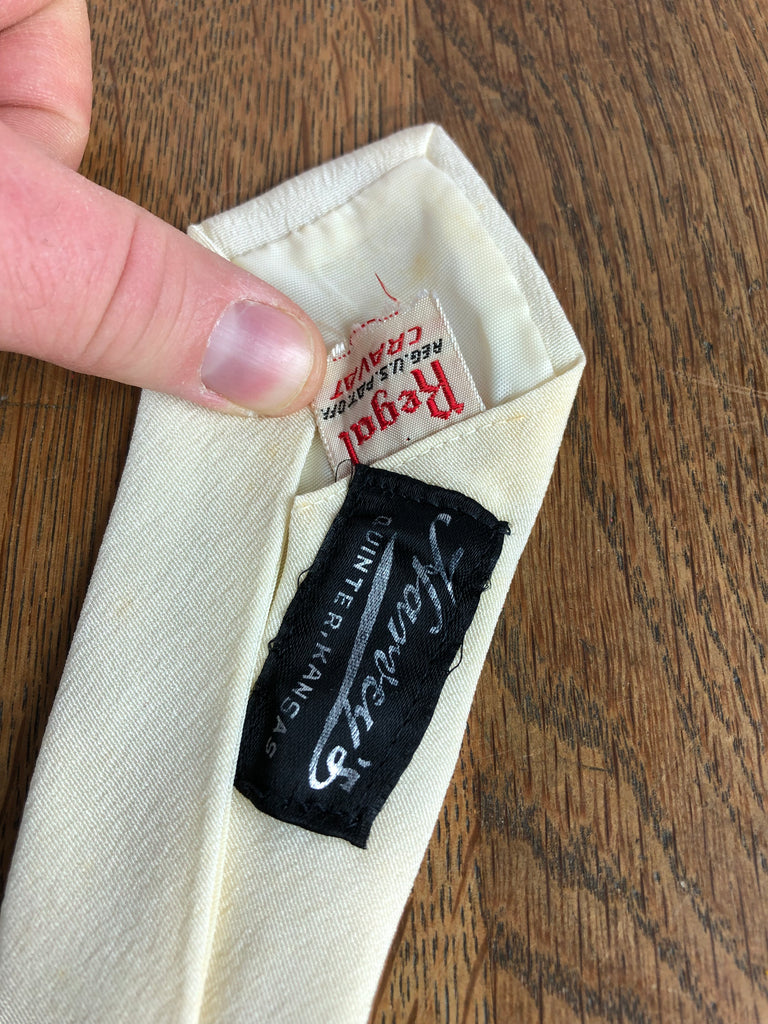 Regal
REG. U.S. PAT. OFF.
CRAVAT
Harvey's
QUINTER, KANSAS